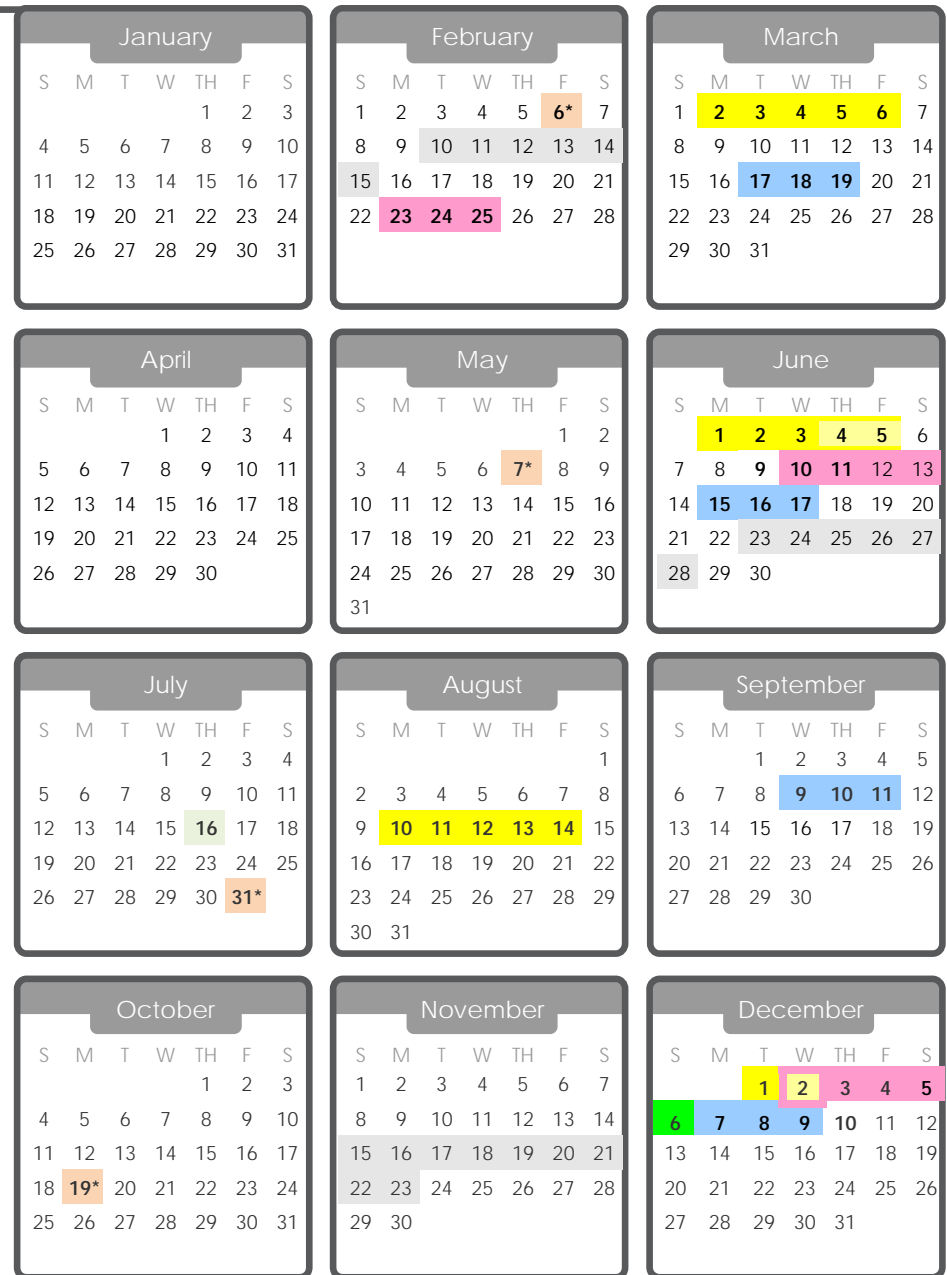 January
S M T W TH F S
1 2 3
4 5 6 7 8 9 10
11 12 13 14 15 16 17
18 19 20 21 22 23 24
25 26 27 28 29 30 31
February
S M T W TH F S
1 2 3 4 5 6* 7
8 9 10 11 12 13 14
15 16 17 18 19 20 21
22 23 24 25 26 27 28
March
S M T W TH F S
1 2 3 4 5 6 7
8 9 10 11 12 13 14
15 16 17 18 19 20 21
22 23 24 25 26 27 28
29 30 31
April
S M T W TH F S
1 2 3 4
5 6 7 8 9 10 11
12 13 14 15 16 17 18
19 20 21 22 23 24 25
26 27 28 29 30
May
S M T W TH F S
1 2
3 4 5 6 7* 8 9
10 11 12 13 14 15 16
17 18 19 20 21 22 23
24 25 26 27 28 29 30
31
June
S M T W TH F S
1 2 3 4 5 6
7 8 9 10 11 12 13
14 15 16 17 18 19 20
21 22 23 24 25 26 27
28 29 30
July
S M T W TH F S
1 2 3 4
5 6 7 8 9 10 11
12 13 14 15 16 17 18
19 20 21 22 23 24 25
26 27 28 29 30 31*
August
S M T W TH F S
1
2 3 4 5 6 7 8
9 10 11 12 13 14 15
16 17 18 19 20 21 22
23 24 25 26 27 28 29
30 31
September
S M T W TH F S
1 2 3 4 5
6 7 8 9 10 11 12
13 14 15 16 17 18 19
20 21 22 23 24 25 26
27 28 29 30
October
S M T W TH F S
1 2 3
4 5 6 7 8 9 10
11 12 13 14 15 16 17
18 19* 20 21 22 23 24
25 26 27 28 29 30 31
November
S M T W TH F S
1 2 3 4 5 6 7
8 9 10 11 12 13 14
15 16 17 18 19 20 21
22 23 24 25 26 27 28
29 30
December
S M T W TH F S
1 2 3 4 5
6 7 8 9 10 11 12
13 14 15 16 17 18 19
20 21 22 23 24 25 26
27 28 29 30 31